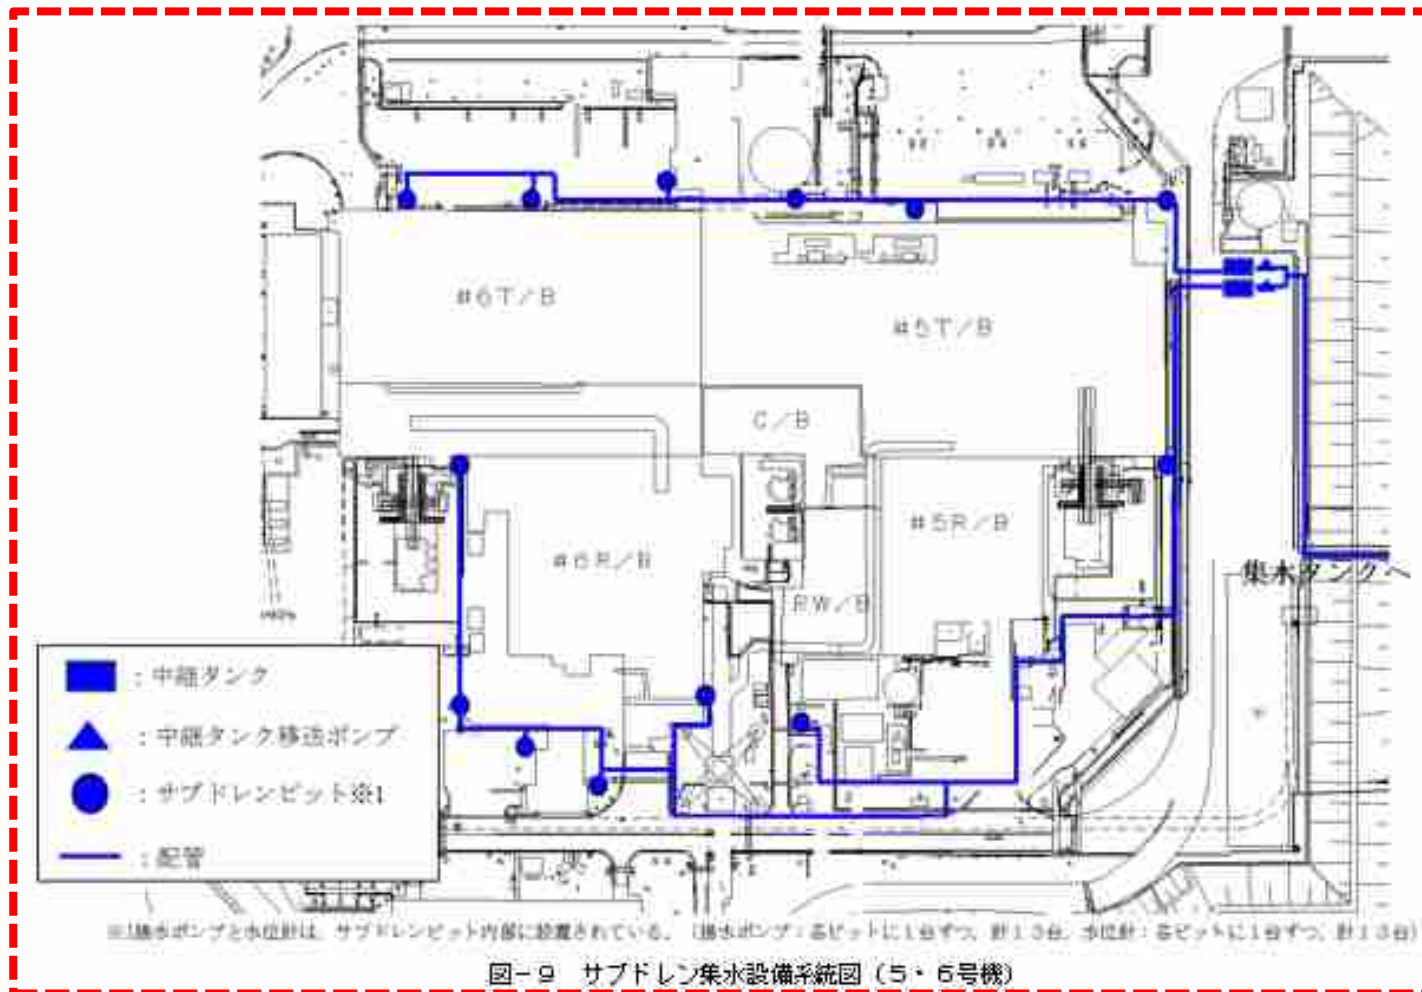 #6T/B
#5T/B
C/B
#5R/B
#6R/B
RW/B
集水タンクへ
：中継タンク
：中継タンク移送ポンプ
：サブドレンピット※1
：配管
※1揚水ポンプと水位計は、サブドレンピット内部に設置されている。（揚水ポンプ：各ピットに1台ずつ、計13台、水位計：各ピットに1台ずつ、計13台）
図－9　サブドレン集水設備系統図（5・6号機）